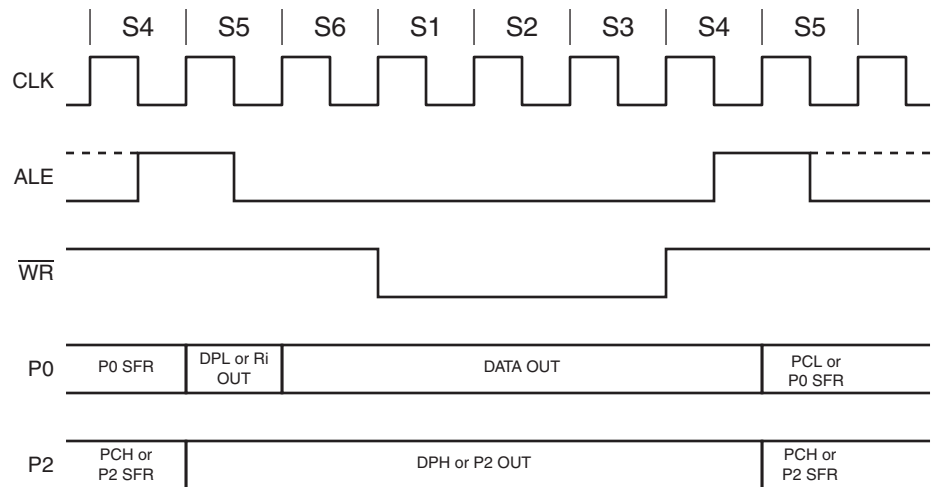 S4 S5 S6 S1 S2 S3 S4 S5
CLK
ALE
WR
P0 P0 SFR DPL or Ri DATA OUT PCL or
OUT P0 SFR
P2 PCH or DPH or P2 OUT PCH or
P2 SFR P2 SFR